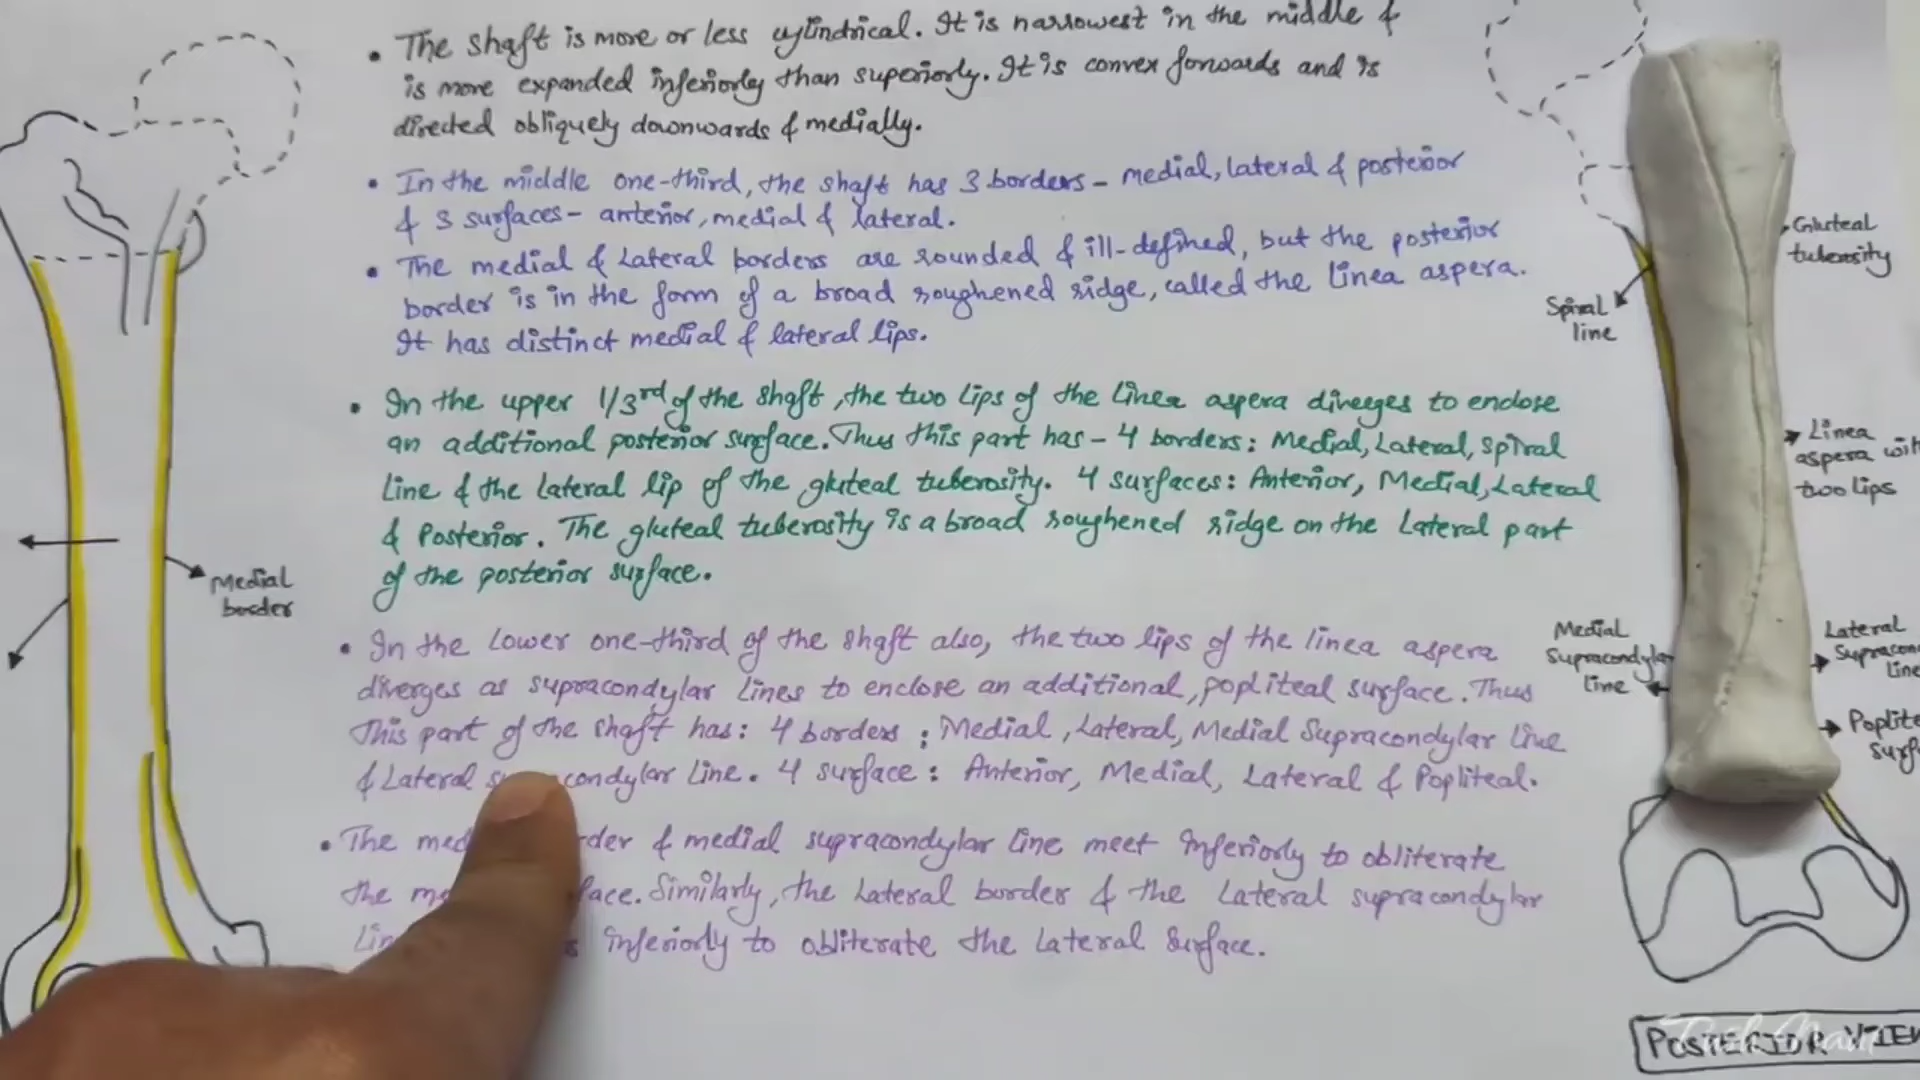 • The shaft is more or less cylindrical. It is narrowest in the middle &
is more expanded inferiorly than superiorly. It is convex forwards and is
directed obliquely downwards & medially.
• In the middle one-third, the shaft has 3 borders - medial, lateral & posterior
& 3 surfaces - anterior, medial & lateral.
• The medial & lateral borders are rounded & ill-defined, but the posterior
border is in the form of a broad roughened ridge, called the linea aspera.
It has distinct medial & lateral lips.
• In the upper 1/3rd of the shaft, the two lips of the linea aspera diverges to enclose
an additional posterior surface. Thus this part has - 4 borders: Medial, Lateral, Spiral
Line & the Lateral lip of the gluteal tuberosity. 4 surfaces: Anterior, Medial, Lateral
& Posterior. The gluteal tuberosity is a broad roughened ridge on the Lateral part
of the posterior surface.
• In the Lower one-third of the shaft also, the two lips of the linea aspera
diverges as supracondylar lines to enclose an additional, popliteal surface. Thus
this part of the shaft has: 4 borders: Medial, Lateral, Medial Supracondylar Line
& Lateral condylar Line. 4 surface: Anterior, Medial, Lateral & Popliteal.
• The & medial supracondylar line meet inferiorly to obliterate
the Similarly, the Lateral border & the Lateral supracondylar
inferiorly to obliterate the Lateral Surface.
Medial
border
Gluteal
tuberosity
Spiral
line
Linea
aspera
two lips
Medial
Supracondylar
line
Lateral
POSTERIOR